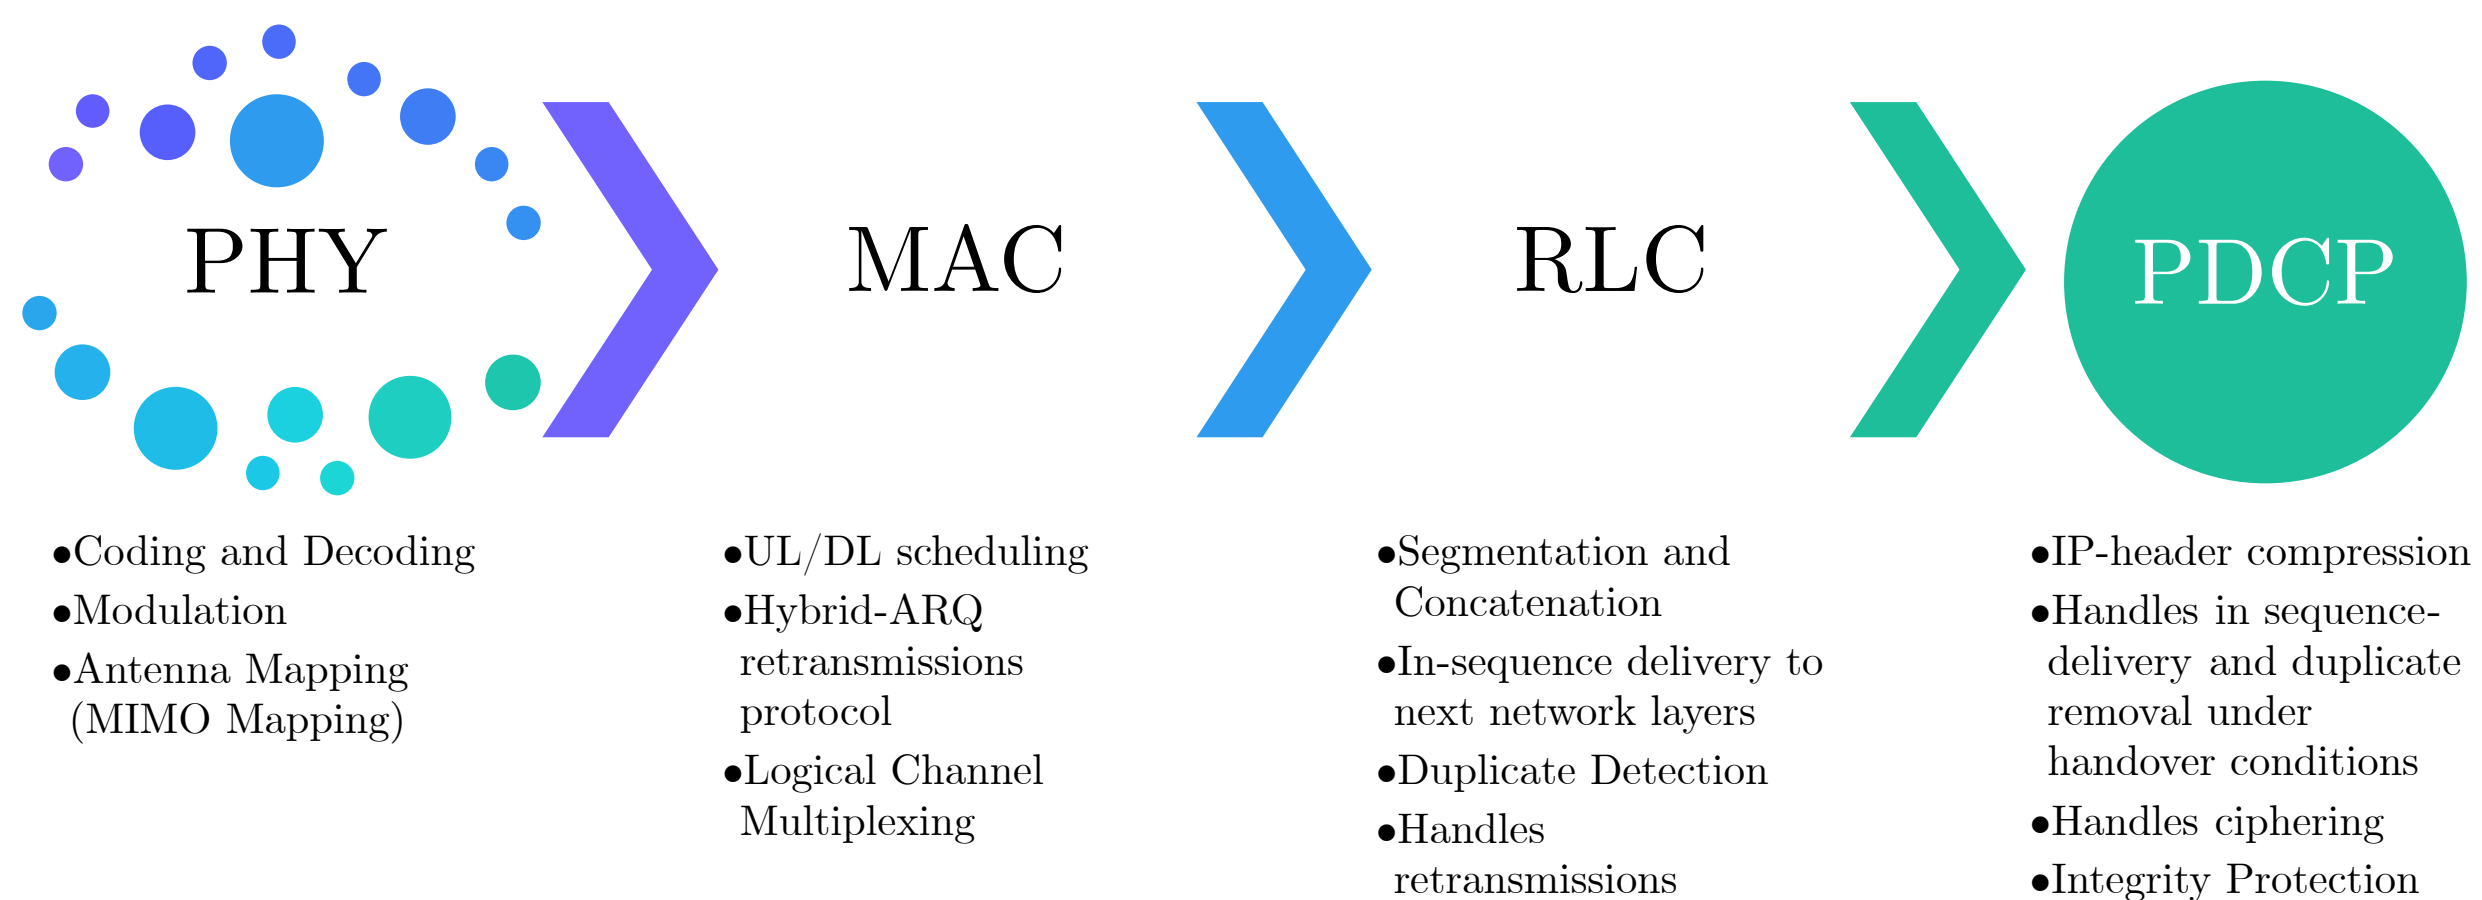 PHY
MAC
RLC
PDCP
•Coding and Decoding
•Modulation
•Antenna Mapping
(MIMO Mapping)
•UL/DL scheduling
•Hybrid-ARQ
retransmissions
protocol
•Logical Channel
Multiplexing
•Segmentation and
Concatenation
•In-sequence delivery to
next network layers
•Duplicate Detection
•Handles
retransmissions
•IP-header compression
•Handles in sequence-
delivery and duplicate
removal under
handover conditions
•Handles ciphering
•Integrity Protection